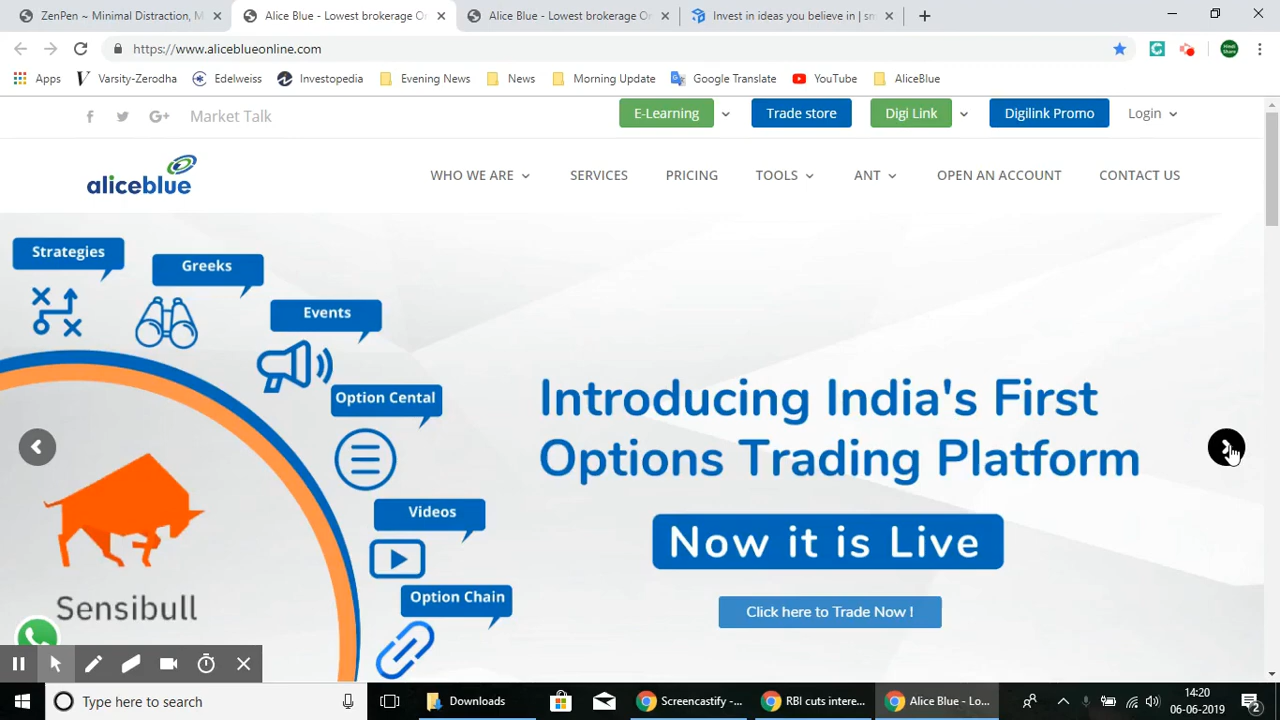 ZenPen ~ Minimal Distraction, M
Alice Blue - Lowest brokerage O
Alice Blue - Lowest brokerage O
Invest in ideas you believe in | sm
https://www.aliceblueonline.com
Apps
Varsity-Zerodha
Edelweiss
Investopedia
Evening News
News
Morning Update
Google Translate
YouTube
AliceBlue
Market Talk
E-Learning
Trade store
Digi Link
Digilink Promo
Login
aliceblue
WHO WE ARE
SERVICES
PRICING
TOOLS
ANT
OPEN AN ACCOUNT
CONTACT US
Strategies
Greeks
Events
Option Cental
Videos
Option Chain
Sensibull
Introducing India's First
Options Trading Platform
Now it is Live
Click here to Trade Now !
Type here to search
Downloads
Screencastify - ...
RBI cuts intere...
Alice Blue - Lo...
14:20
06-06-2019
2